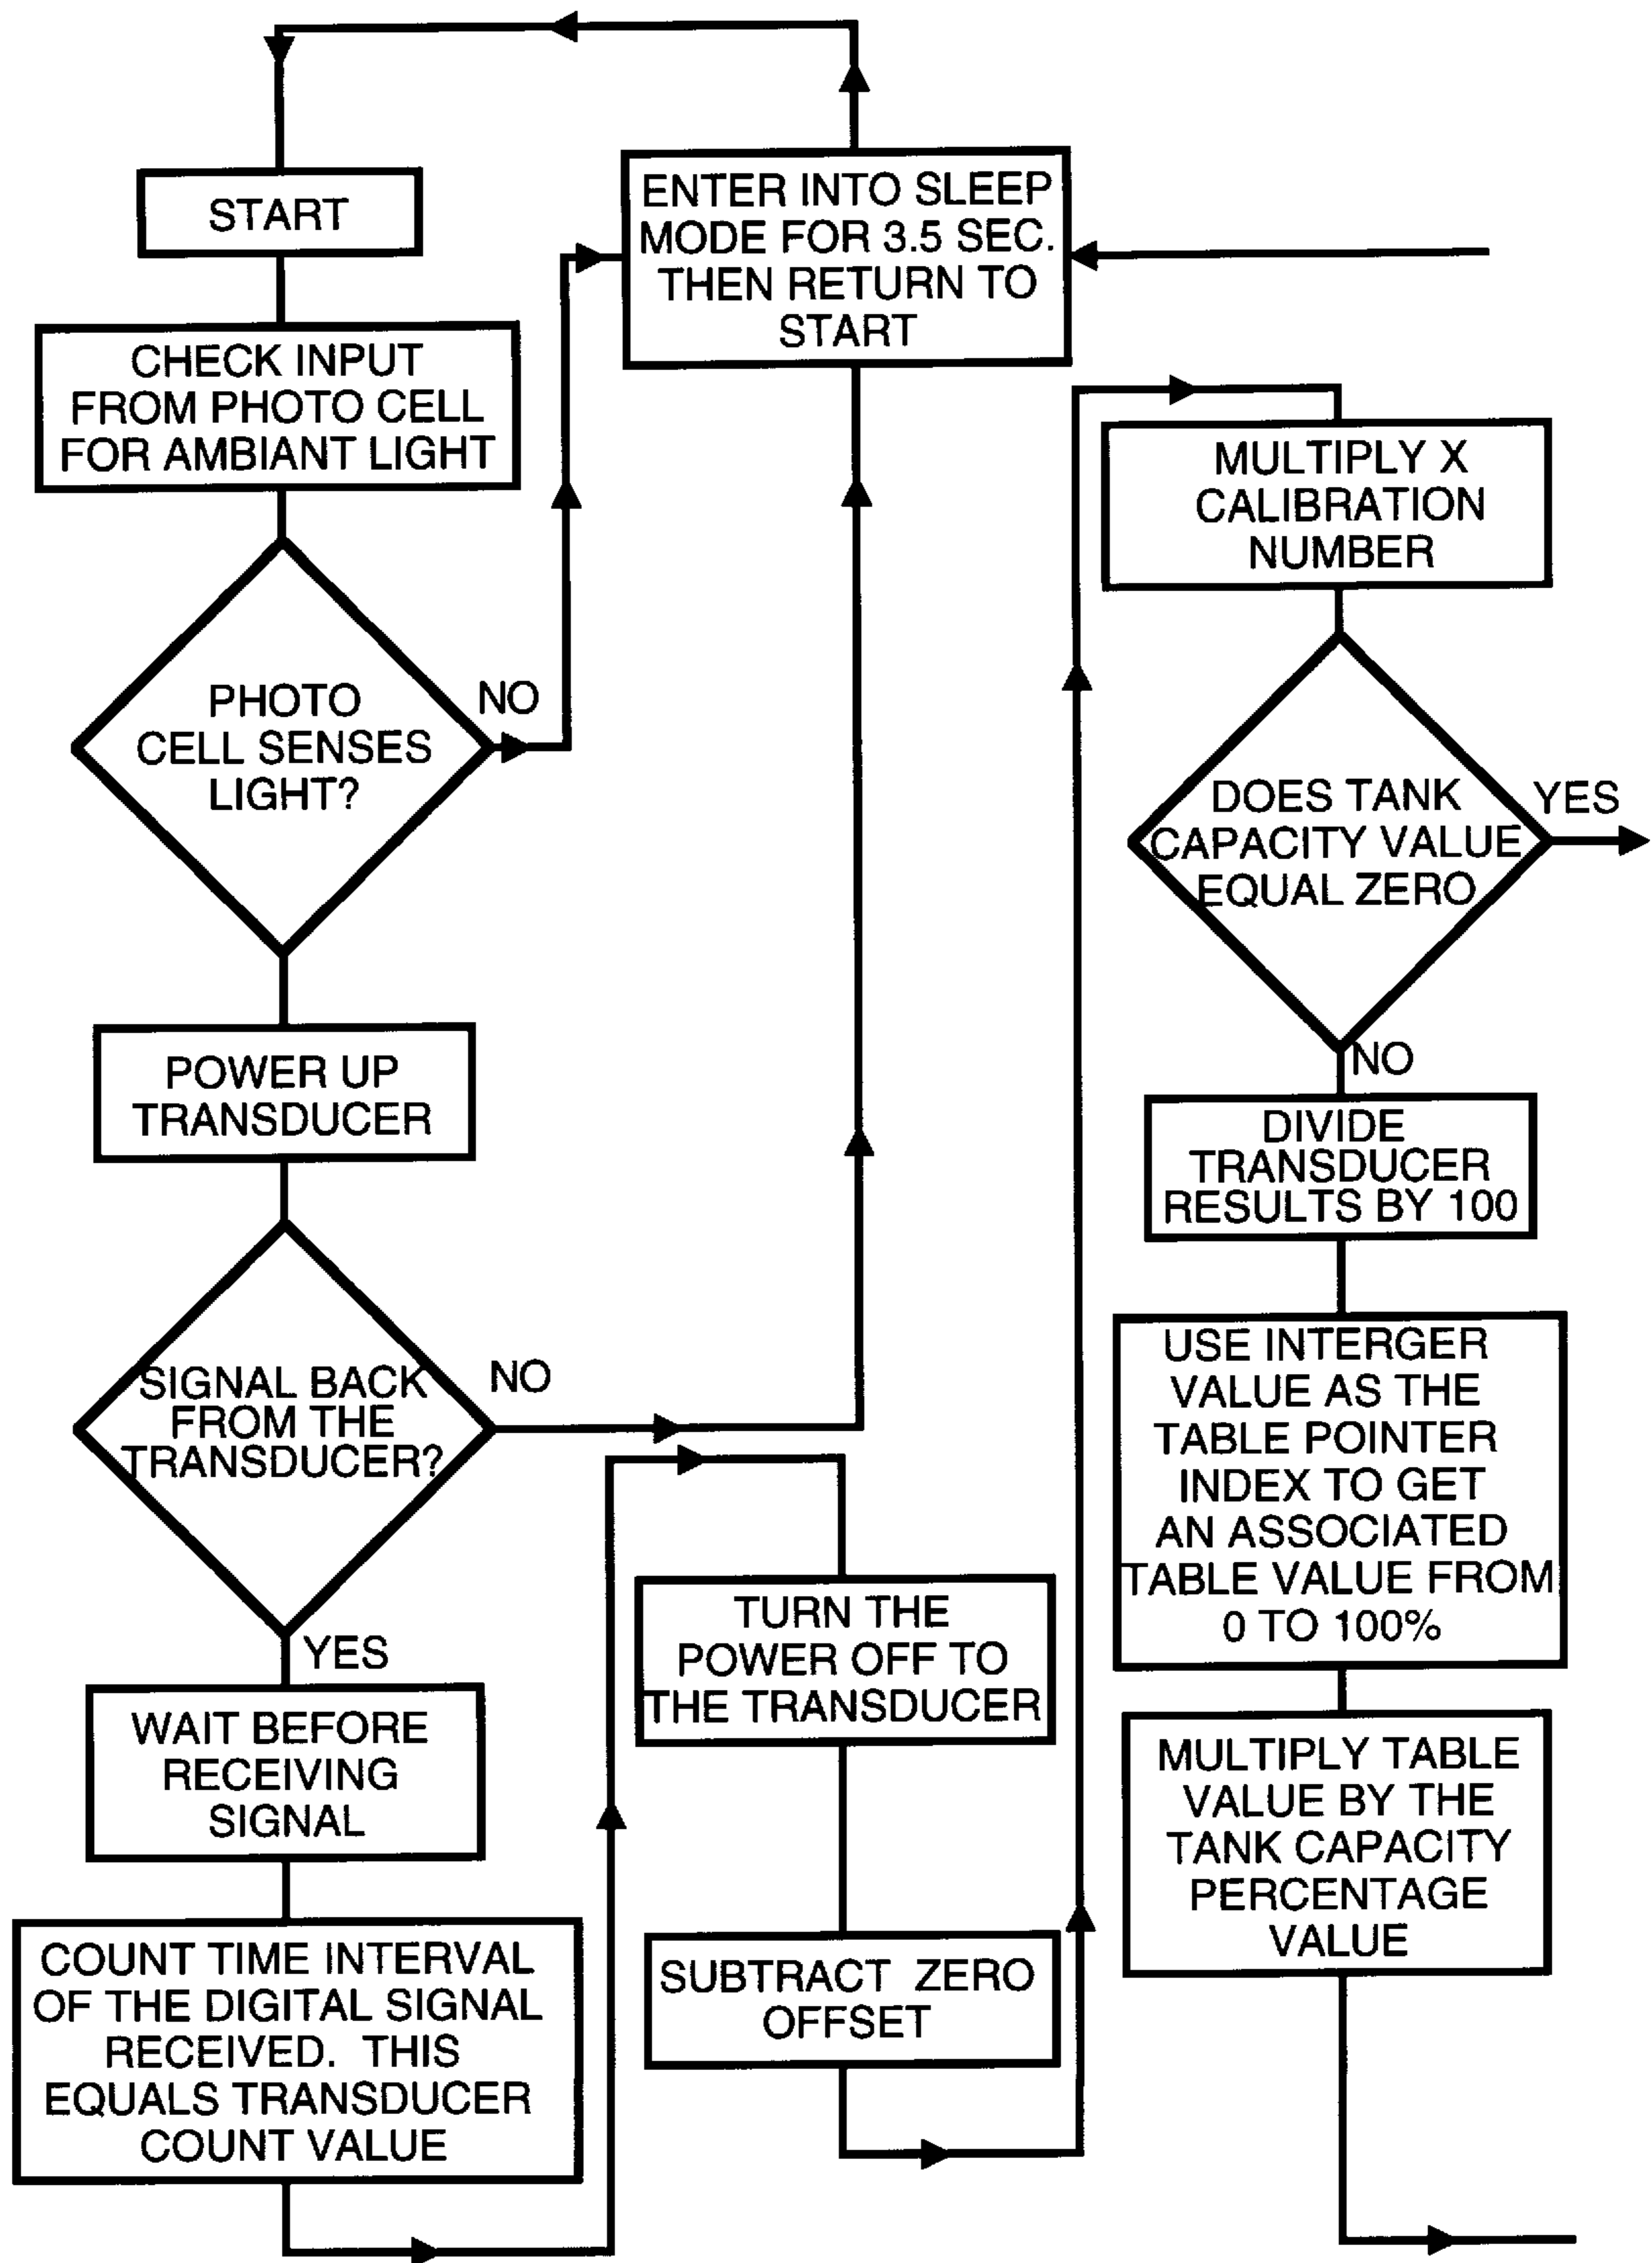 START
CHECK INPUT
FROM PHOTO CELL
FOR AMBIANT LIGHT
PHOTO
CELL SENSES
LIGHT?
NO
POWER UP
TRANSDUCER
SIGNAL BACK
FROM THE
TRANSDUCER?
NO
YES
WAIT BEFORE
RECEIVING
SIGNAL
COUNT TIME INTERVAL
OF THE DIGITAL SIGNAL
RECEIVED. THIS
EQUALS TRANSDUCER
COUNT VALUE
ENTER INTO SLEEP
MODE FOR 3.5 SEC.
THEN RETURN TO
START
TURN THE
POWER OFF TO
THE TRANSDUCER
SUBTRACT ZERO
OFFSET
MULTIPLY X
CALIBRATION
NUMBER
DOES TANK
CAPACITY VALUE
EQUAL ZERO
YES
NO
DIVIDE
TRANSDUCER
RESULTS BY 100
USE INTERGER
VALUE AS THE
TABLE POINTER
INDEX TO GET
AN ASSOCIATED
TABLE VALUE FROM
0 TO 100%
MULTIPLY TABLE
VALUE BY THE
TANK CAPACITY
PERCENTAGE
VALUE